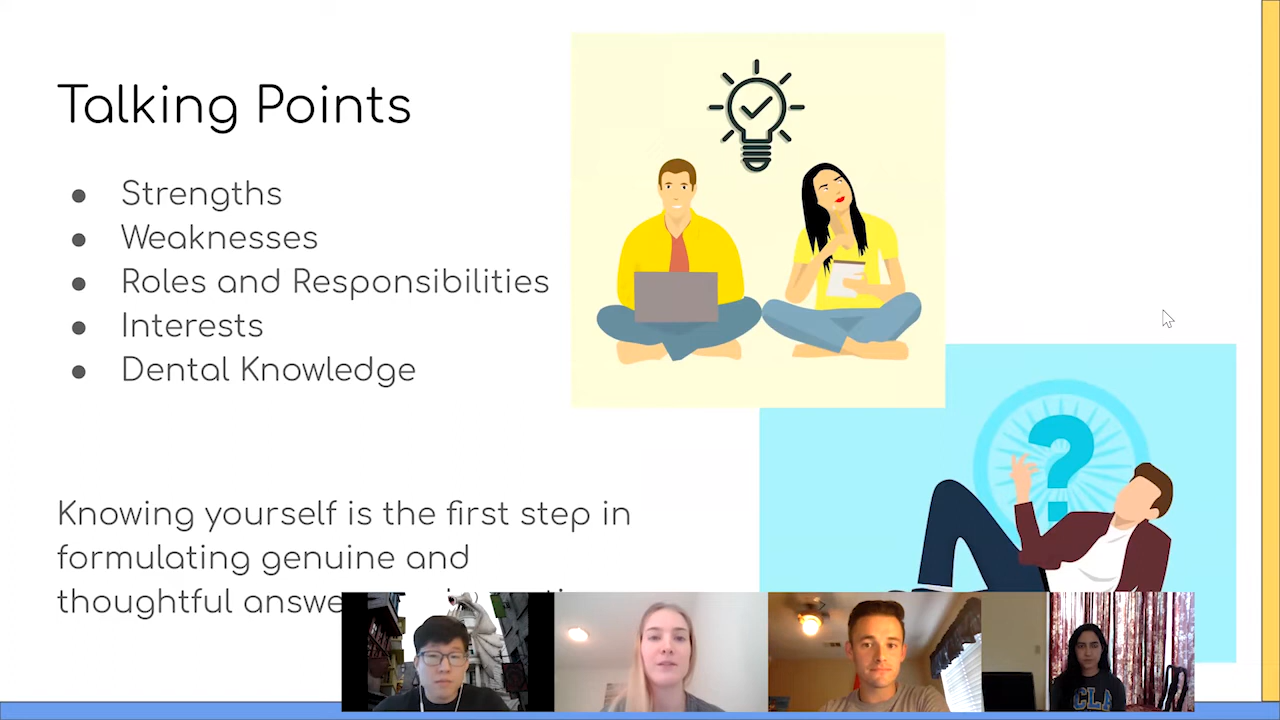 Talking Points
● Strengths
● Weaknesses
● Roles and Responsibilities
● Interests
● Dental Knowledge
?
Knowing yourself is the first step in
formulating genuine and
thoughtful
UCLA